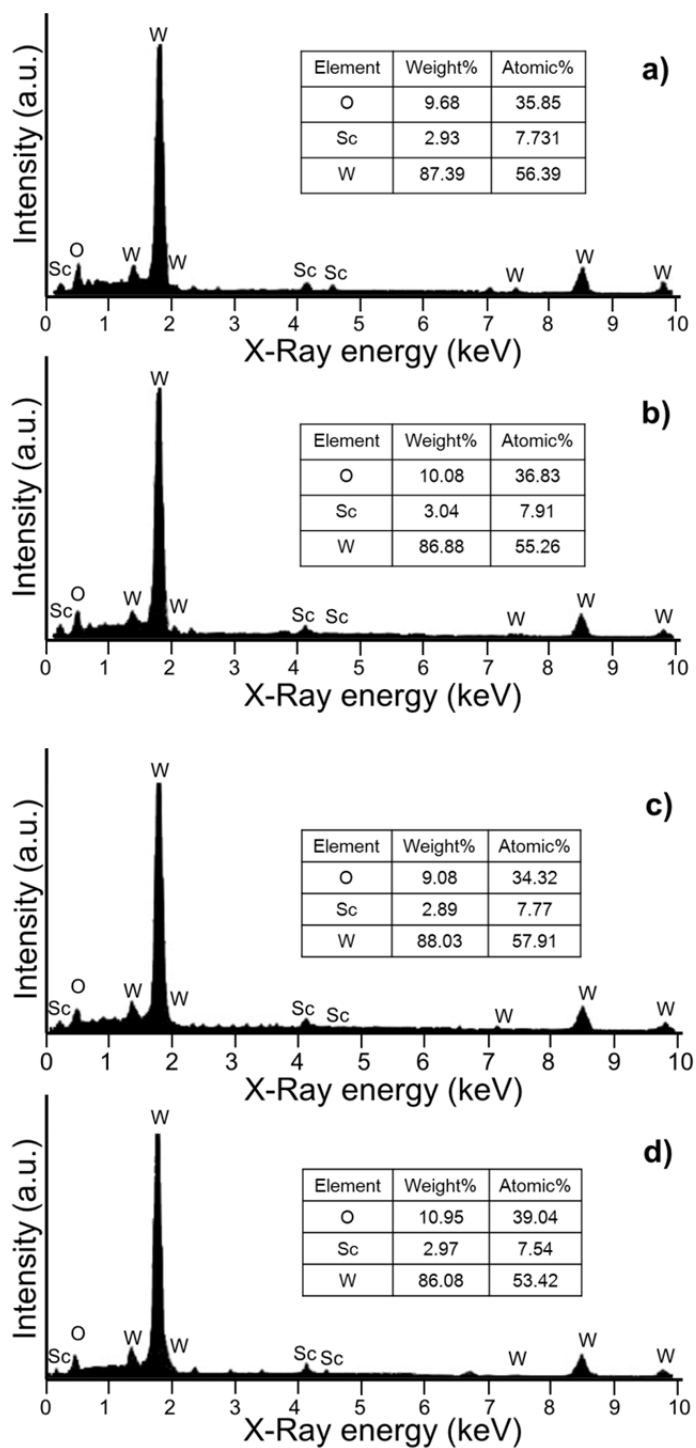 W
Element Weight% Atomic%
a)
O 9.68 35.85
Sc 2.93 7.731
W 87.39 56.39
Intensity (a.u.)
Sc O W W Sc Sc W W W
0 1 2 3 4 5 6 7 8 9 10
X-Ray energy (keV)
W
b)
Element Weight% Atomic%
O 10.08 36.83
Sc 3.04 7.91
W 86.88 55.26
Intensity (a.u.)
Sc O W W Sc Sc W W W
0 1 2 3 4 5 6 7 8 9 10
X-Ray energy (keV)
W
c)
Element Weight% Atomic%
O 9.08 34.32
Sc 2.89 7.77
W 88.03 57.91
Intensity (a.u.)
Sc O W W Sc Sc W W W
0 1 2 3 4 5 6 7 8 9 10
X-Ray energy (keV)
W
d)
Element Weight% Atomic%
O 10.95 39.04
Sc 2.97 7.54
W 86.08 53.42
Intensity (a.u.)
Sc O W W Sc Sc W W W
0 1 2 3 4 5 6 7 8 9 10
X-Ray energy (keV)